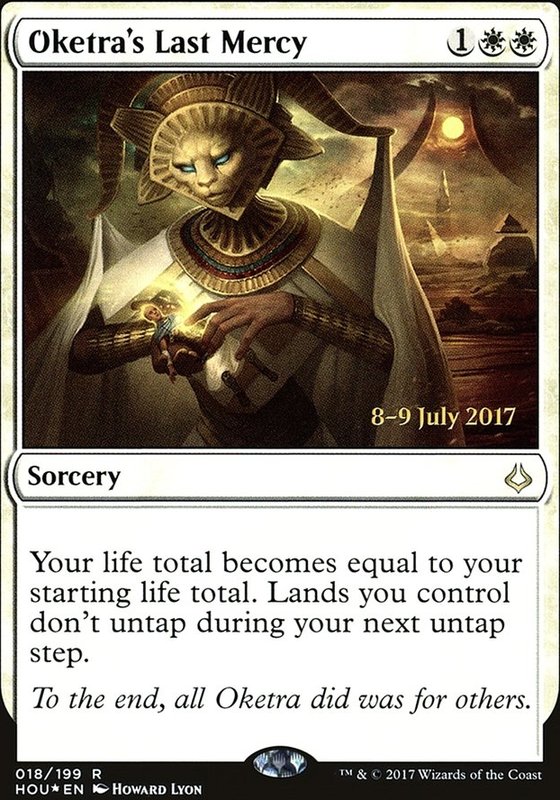 Oketra's Last Mercy 1
8–9 July 2017
Sorcery
Your life total becomes equal to your
starting life total. Lands you control
don't untap during your next untap
step.
To the end, all Oketra did was for others.
018/199 R
HOU★EN Howard Lyon
™ & © 2017 Wizards of the Coast